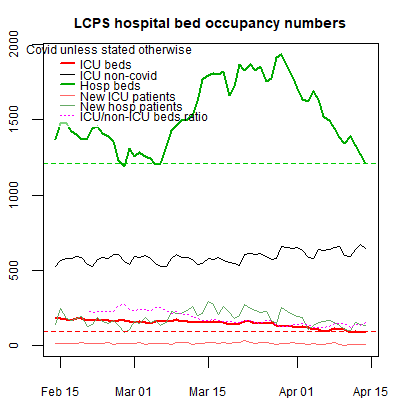 LCPS hospital bed occupancy numbers
Covid unless stated otherwise
ICU beds
ICU non-covid
Hosp beds
New ICU patients
New hosp patients
ICU/non-ICU beds ratio
2000
1500
1000
500
0
Feb 15
Mar 01
Mar 15
Apr 01
Apr 15